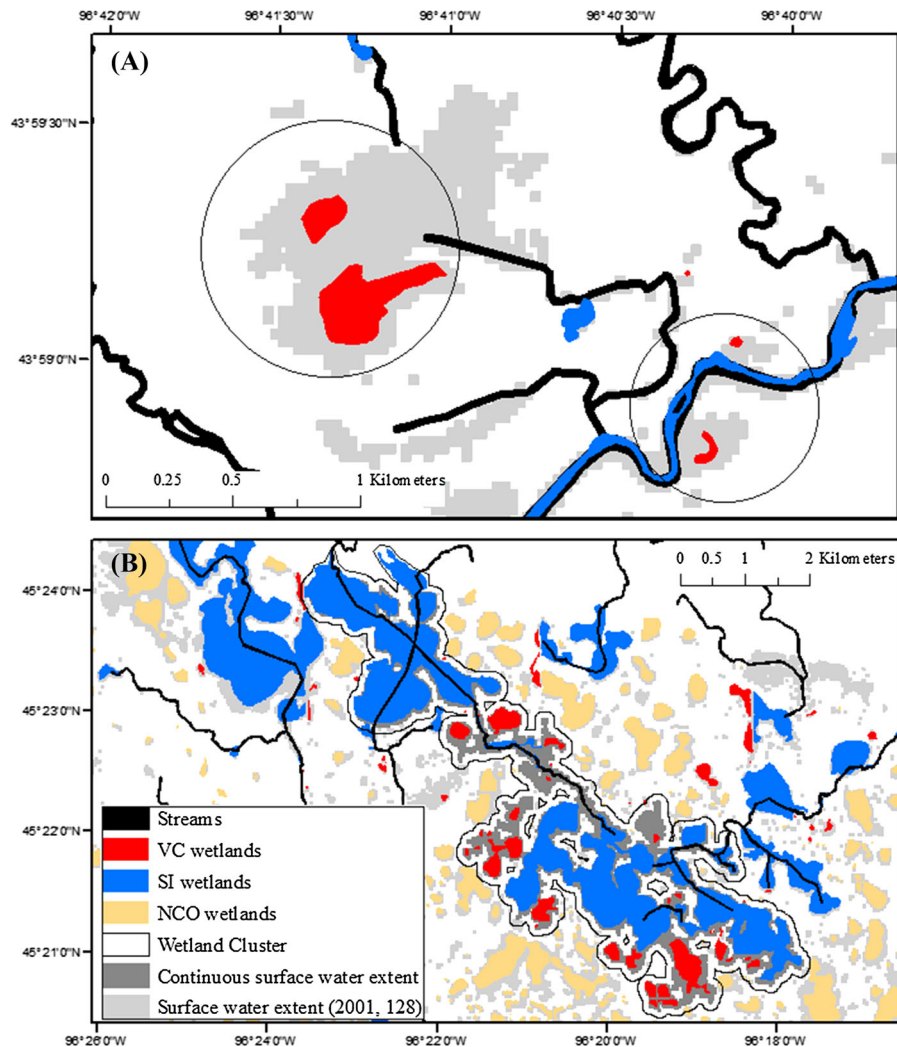 96°42'0"W 96°41'30"W 96°41'0"W 96°40'30"W 96°40'0"W
(A)
43°59'30"N
43°59'0"N
0 0.25 0.5 1 Kilometers
(B)
0 0.5 1 2 Kilometers
45°24'0"N
45°23'0"N
45°22'0"N
45°21'0"N
Streams
VC wetlands
SI wetlands
NCO wetlands
Wetland Cluster
Continuous surface water extent
Surface water extent (2001, 128)
96°26'0"W 96°24'0"W 96°22'0"W 96°20'0"W 96°18'0"W